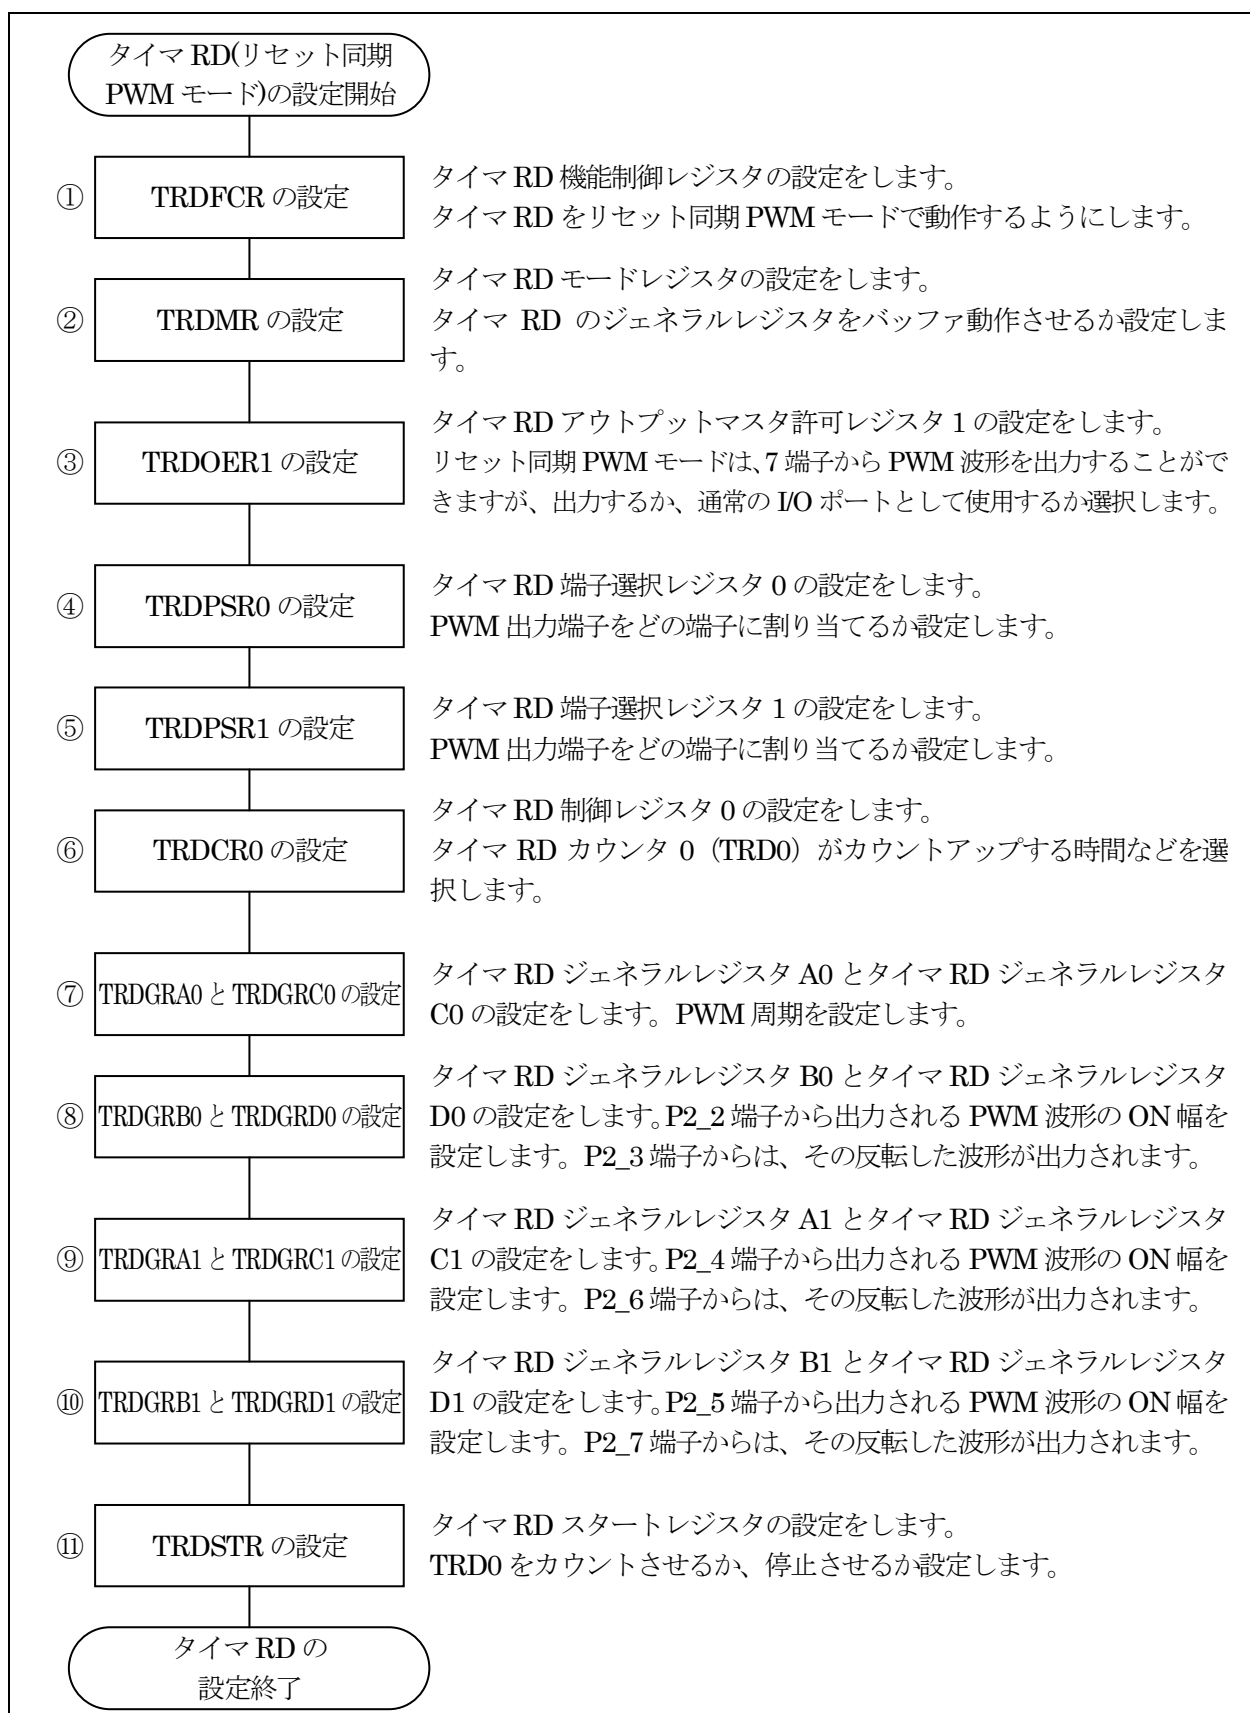 タイマ RD(リセット同期
PWM モード)の設定開始
① TRDFCR の設定
タイマ RD 機能制御レジスタの設定をします。
タイマ RD をリセット同期 PWM モードで動作するようにします。
② TRDMR の設定
タイマ RD モードレジスタの設定をします。
タイマ RD のジェネラルレジスタをバッファ動作させるか設定しま
す。
③ TRDOER1 の設定
タイマ RD アウトプットマスタ許可レジスタ 1 の設定をします。
リセット同期 PWM モードは、7 端子から PWM 波形を出力することがで
きますが、出力するか、通常の I/O ポートとして使用するか選択します。
④ TRDPSR0 の設定
タイマ RD 端子選択レジスタ 0 の設定をします。
PWM 出力端子をどの端子に割り当てるか設定します。
⑤ TRDPSR1 の設定
タイマ RD 端子選択レジスタ 1 の設定をします。
PWM 出力端子をどの端子に割り当てるか設定します。
⑥ TRDCR0 の設定
タイマ RD 制御レジスタ 0 の設定をします。
タイマ RD カウンタ 0(TRD0)がカウントアップする時間などを選
択します。
⑦ TRDGRA0 と TRDGRC0 の設定
タイマ RD ジェネラルレジスタ A0 とタイマ RD ジェネラルレジスタ
C0 の設定をします。PWM 周期を設定します。
⑧ TRDGRB0 と TRDGRD0 の設定
タイマ RD ジェネラルレジスタ B0 とタイマ RD ジェネラルレジスタ
D0 の設定をします。P2_2 端子から出力される PWM 波形の ON 幅を
設定します。P2_3 端子からは、その反転した波形が出力されます。
⑨ TRDGRA1 と TRDGRC1 の設定
タイマ RD ジェネラルレジスタ A1 とタイマ RD ジェネラルレジスタ
C1 の設定をします。P2_4 端子から出力される PWM 波形の ON 幅を
設定します。P2_6 端子からは、その反転した波形が出力されます。
⑩ TRDGRB1 と TRDGRD1 の設定
タイマ RD ジェネラルレジスタ B1 とタイマ RD ジェネラルレジスタ
D1 の設定をします。P2_5 端子から出力される PWM 波形の ON 幅を
設定します。P2_7 端子からは、その反転した波形が出力されます。
⑪ TRDSTR の設定
タイマ RD スタートレジスタの設定をします。
TRD0 をカウントさせるか、停止させるか設定します。
タイマ RD の
設定終了